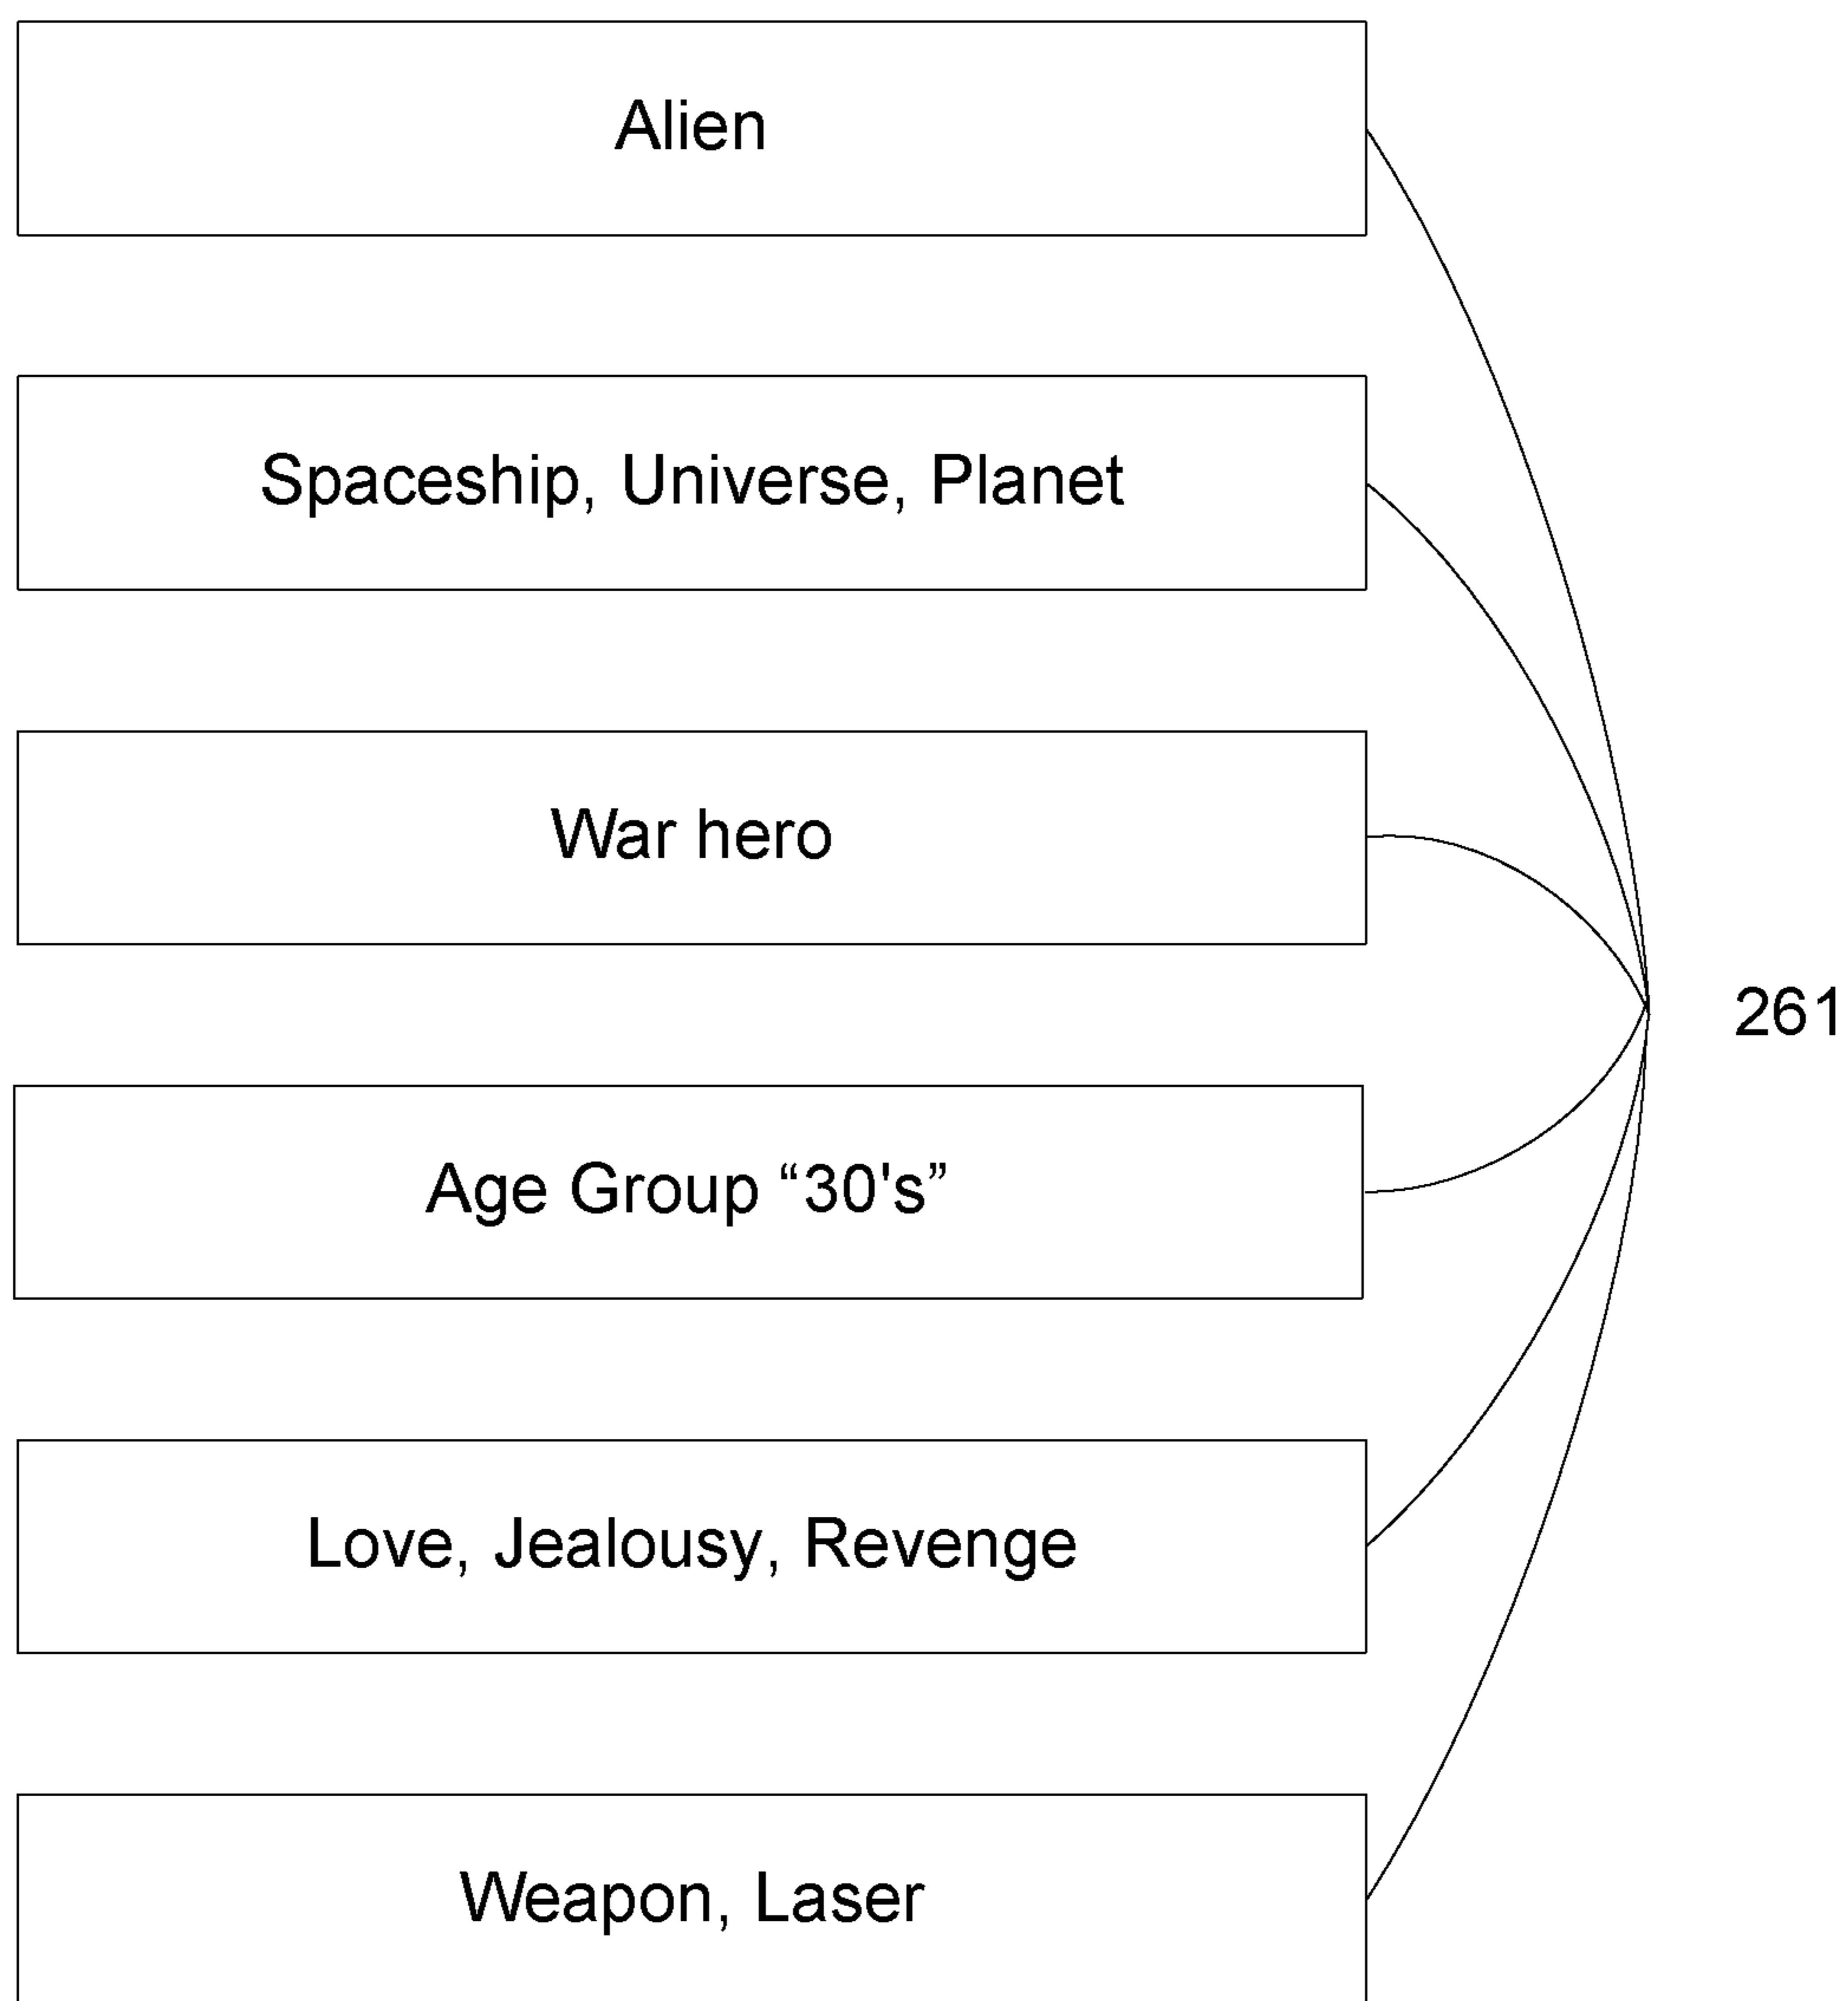 Alien
Spaceship, Universe, Planet
War hero
261
Age Group “30's”
Love, Jealousy, Revenge
Weapon, Laser